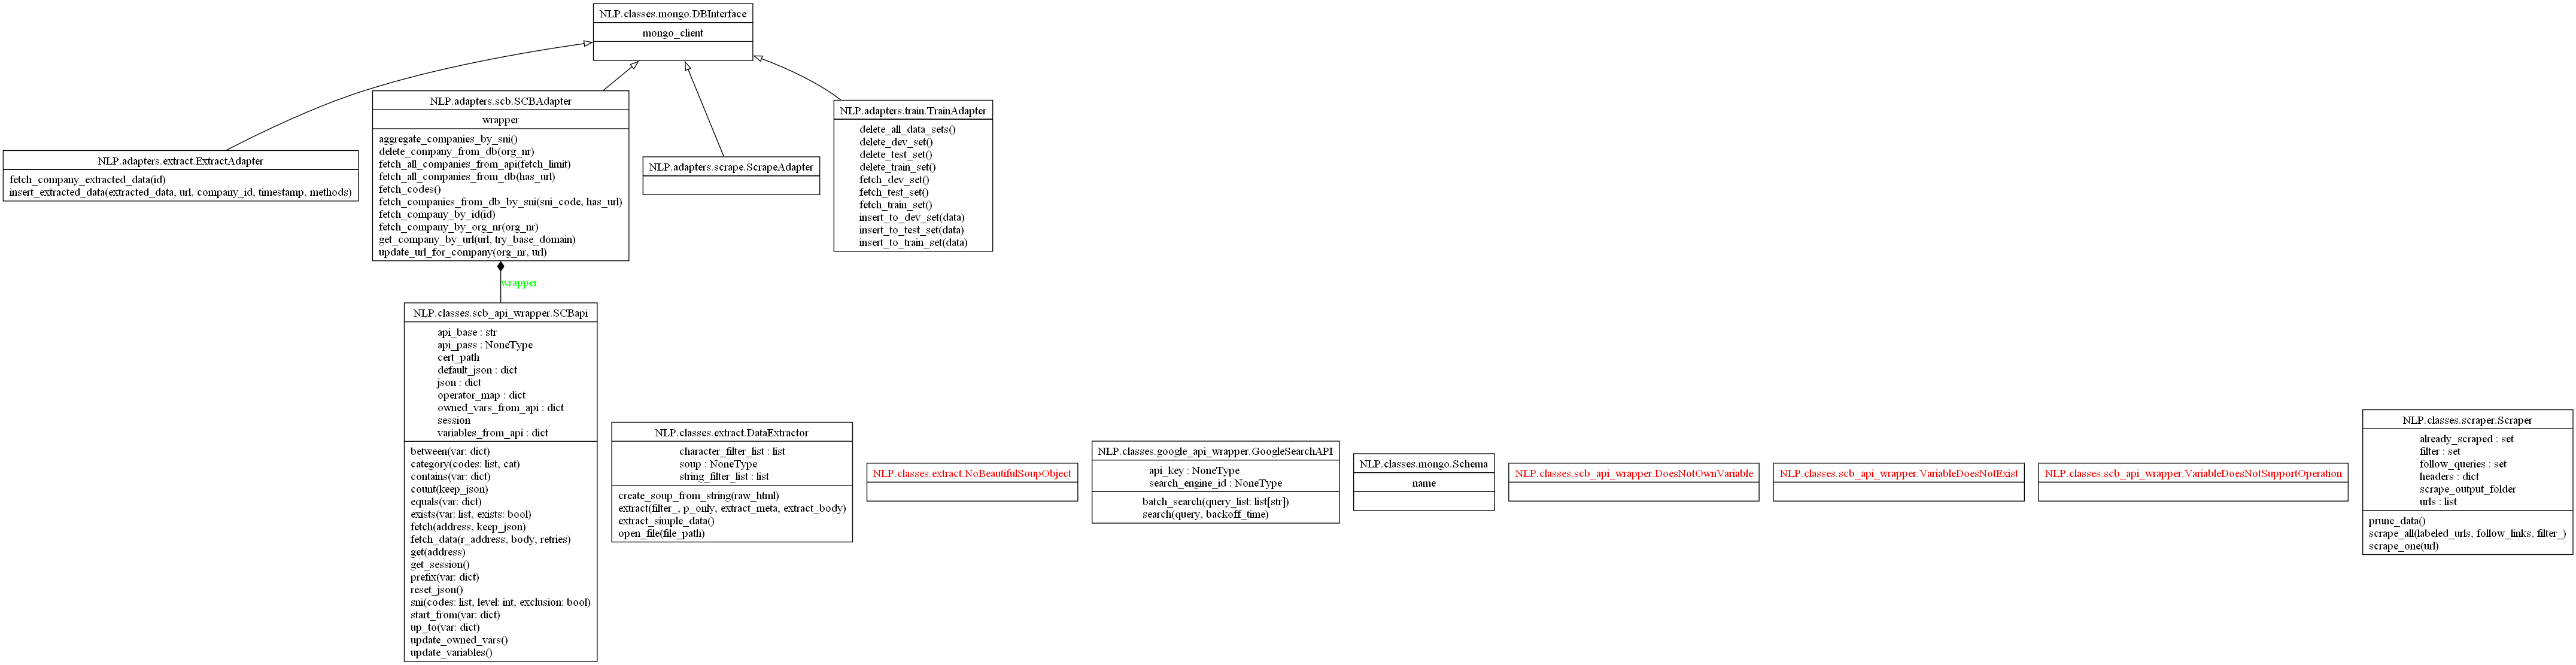 NLP.classes.mongo.DBInterface
mongo_client
NLP.adapters.extract.ExtractAdapter
fetch_company_extracted_data(id)
insert_extracted_data(extracted_data, url, company_id, timestamp, methods)
NLP.adapters.scb.SCBAdapter
wrapper
aggregate_companies_by_sni()
delete_company_from_db(org_nr)
fetch_all_companies_from_api(fetch_limit)
fetch_all_companies_from_db(has_url)
fetch_codes()
fetch_companies_from_db_by_sni(sni_code, has_url)
fetch_company_by_id(id)
fetch_company_by_org_nr(org_nr)
get_company_by_url(url, try_base_domain)
update_url_for_company(org_nr, url)
NLP.adapters.scrape.ScrapeAdapter
NLP.adapters.train.TrainAdapter
delete_all_data_sets()
delete_dev_set()
delete_test_set()
delete_train_set()
fetch_dev_set()
fetch_test_set()
fetch_train_set()
insert_to_dev_set(data)
insert_to_test_set(data)
insert_to_train_set(data)
wrapper
NLP.classes.scb_api_wrapper.SCBapi
api_base : str
api_pass : NoneType
cert_path
default_json : dict
json : dict
operator_map : dict
owned_vars_from_api : dict
session
variables_from_api : dict
between(var: dict)
category(codes: list, cat)
contains(var: dict)
count(keep_json)
equals(var: dict)
exists(var: list, exists: bool)
fetch(address, keep_json)
fetch_data(r_address, body, retries)
get(address)
get_session()
prefix(var: dict)
reset_json()
sni(codes: list, level: int, exclusion: bool)
start_from(var: dict)
up_to(var: dict)
update_owned_vars()
update_variables()
NLP.classes.extract.DataExtractor
character_filter_list : list
soup : NoneType
string_filter_list : list
create_soup_from_string(raw_html)
extract(filter_, p_only, extract_meta, extract_body)
extract_simple_data()
open_file(file_path)
NLP.classes.extract.NoBeautifulSoupObject
NLP.classes.google_api_wrapper.GoogleSearchAPI
api_key : NoneType
search_engine_id : NoneType
batch_search(query_list: list[str])
search(query, backoff_time)
NLP.classes.mongo.Schema
name
NLP.classes.scb_api_wrapper.DoesNotOwnVariable
NLP.classes.scb_api_wrapper.VariableDoesNotExist
NLP.classes.scb_api_wrapper.VariableDoesNotSupportOperation
NLP.classes.scraper.Scraper
already_scraped : set
filter : set
follow_queries : set
headers : dict
scrape_output_folder
urls : list
prune_data()
scrape_all(labeled_urls, follow_links, filter_)
scrape_one(url)